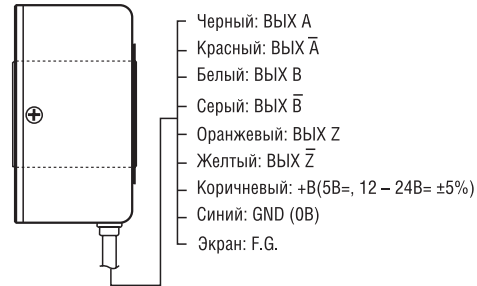 Черный: ВЫХ A
Красный: ВЫХ A̅
Белый: ВЫХ B
Серый: ВЫХ B̅
Оранжевый: ВЫХ Z
Желтый: ВЫХ Z̅
Коричневый: +В(5В=, 12 – 24В= ±5%)
Синий: GND (0В)
Экран: F.G.